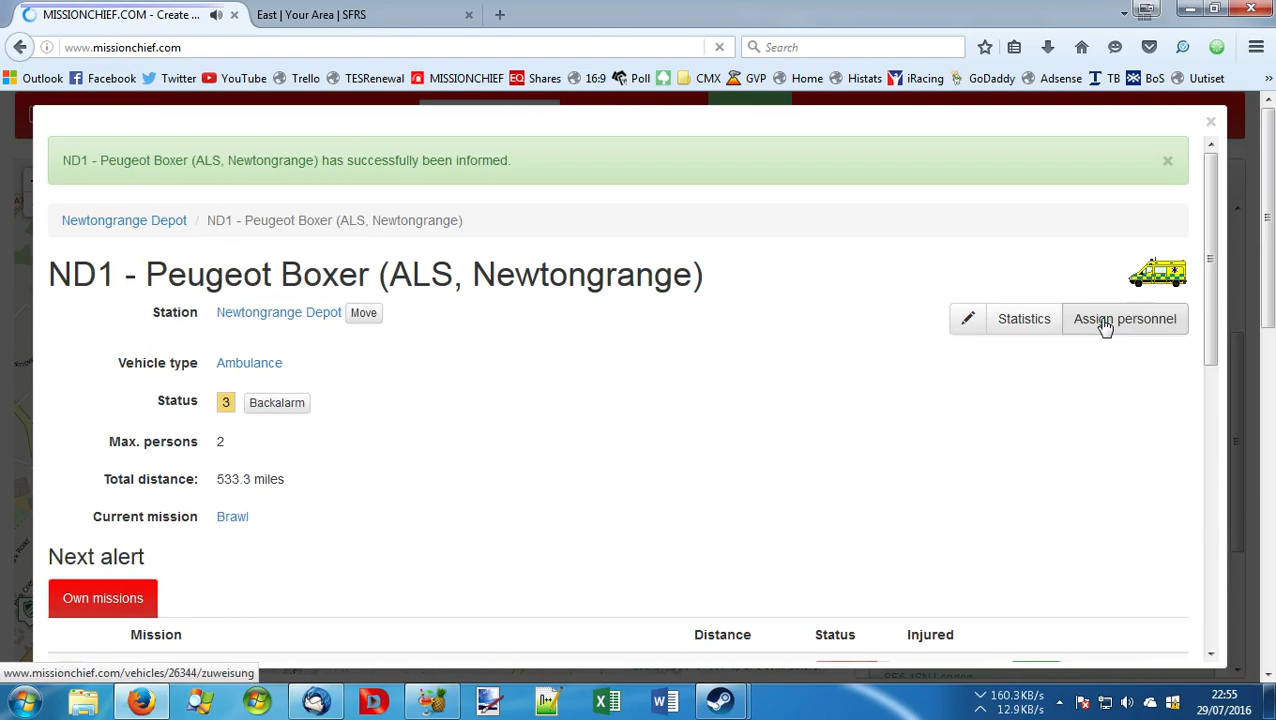 MISSIONCHIEF.COM - Create ...
East | Your Area | SFRS
www.missionchief.com
Search
Outlook Facebook Twitter YouTube Trello TESRenewal MISSIONCHIEF Shares 16:9 Poll CMX GVP Home Histats iRacing GoDaddy Adsense TB BoS Uutiset »
ND1 - Peugeot Boxer (ALS, Newtongrange) has successfully been informed.
Newtongrange Depot / ND1 - Peugeot Boxer (ALS, Newtongrange)
ND1 - Peugeot Boxer (ALS, Newtongrange)
Station Newtongrange Depot Move
Statistics Assign personnel
Vehicle type Ambulance
Status 3 Backalarm
Max. persons 2
Total distance: 533.3 miles
Current mission Brawl
Next alert
Own missions
Mission Distance Status Injured
www.missionchief.com/vehicles/26344/zuweisung
160.3KB/s
12.9KB/s
22:55
29/07/2016